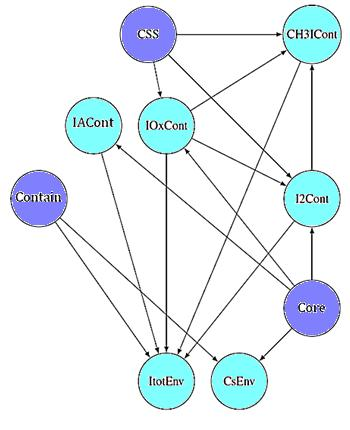 CSS
CH3ICont
IACont
IOxCont
Contain
I2Cont
Core
ItotEnv
CsEnv